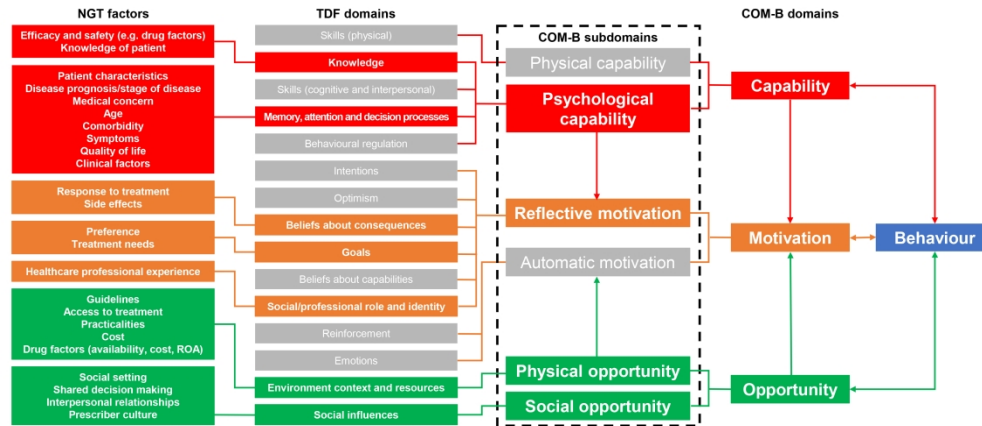 NGT factors
TDF domains
COM-B domains
COM-B subdomains
Efficacy and safety (e.g. drug factors)
Knowledge of patient
Patient characteristics
Disease prognosis/stage of disease
Medical concern
Age
Comorbidity
Symptoms
Quality of life
Clinical factors
Response to treatment
Side effects
Preference
Treatment needs
Healthcare professional experience
Guidelines
Access to treatment
Practicalities
Cost
Drug factors (availability, cost, ROA)
Social setting
Shared decision making
Interpersonal relationships
Prescriber culture
Skills (physical)
Knowledge
Skills (cognitive and interpersonal)
Memory, attention and decision processes
Behavioural regulation
Intentions
Optimism
Beliefs about consequences
Goals
Beliefs about capabilities
Social/professional role and identity
Reinforcement
Emotions
Environment context and resources
Social influences
Physical capability
Psychological
capability
Reflective motivation
Automatic motivation
Physical opportunity
Social opportunity
Capability
Motivation
Opportunity
Behaviour